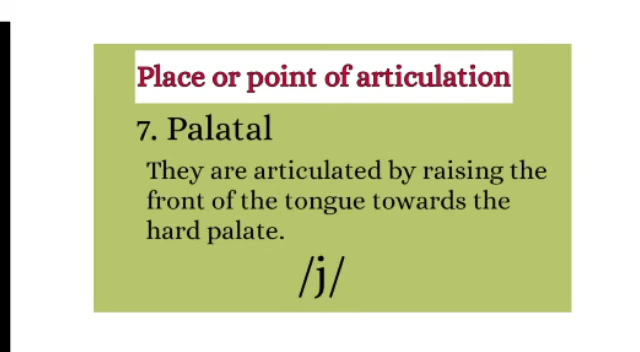 Place or point of articulation
7. Palatal
They are articulated by raising the
front of the tongue towards the
hard palate.
/j/